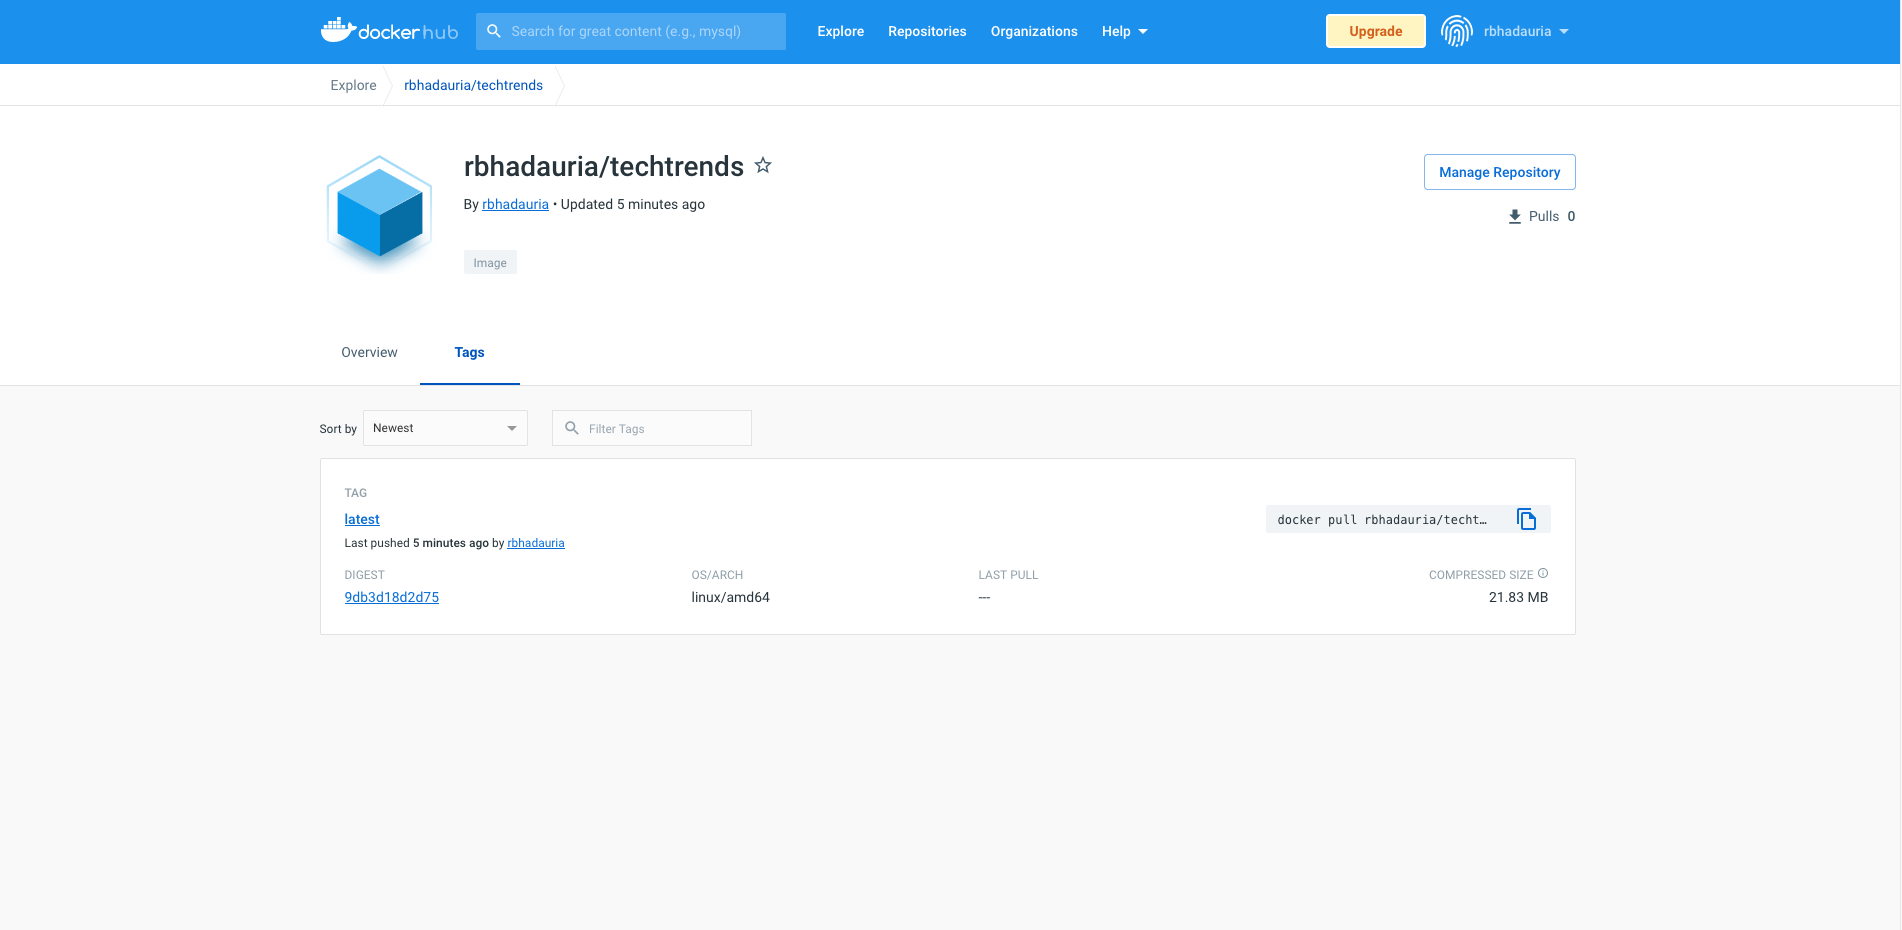 docker hub Search for great content (e.g., mysql) Explore Repositories Organizations Help Upgrade rbhadauria
Explore rbhadauria/techtrends
rbhadauria/techtrends
Manage Repository
By rbhadauria • Updated 5 minutes ago
Pulls 0
Image
Overview Tags
Sort by Newest Filter Tags
TAG
latest
docker pull rbhadauria/techt…
Last pushed 5 minutes ago by rbhadauria
DIGEST OS/ARCH LAST PULL COMPRESSED SIZE
9db3d18d2d75 linux/amd64 --- 21.83 MB